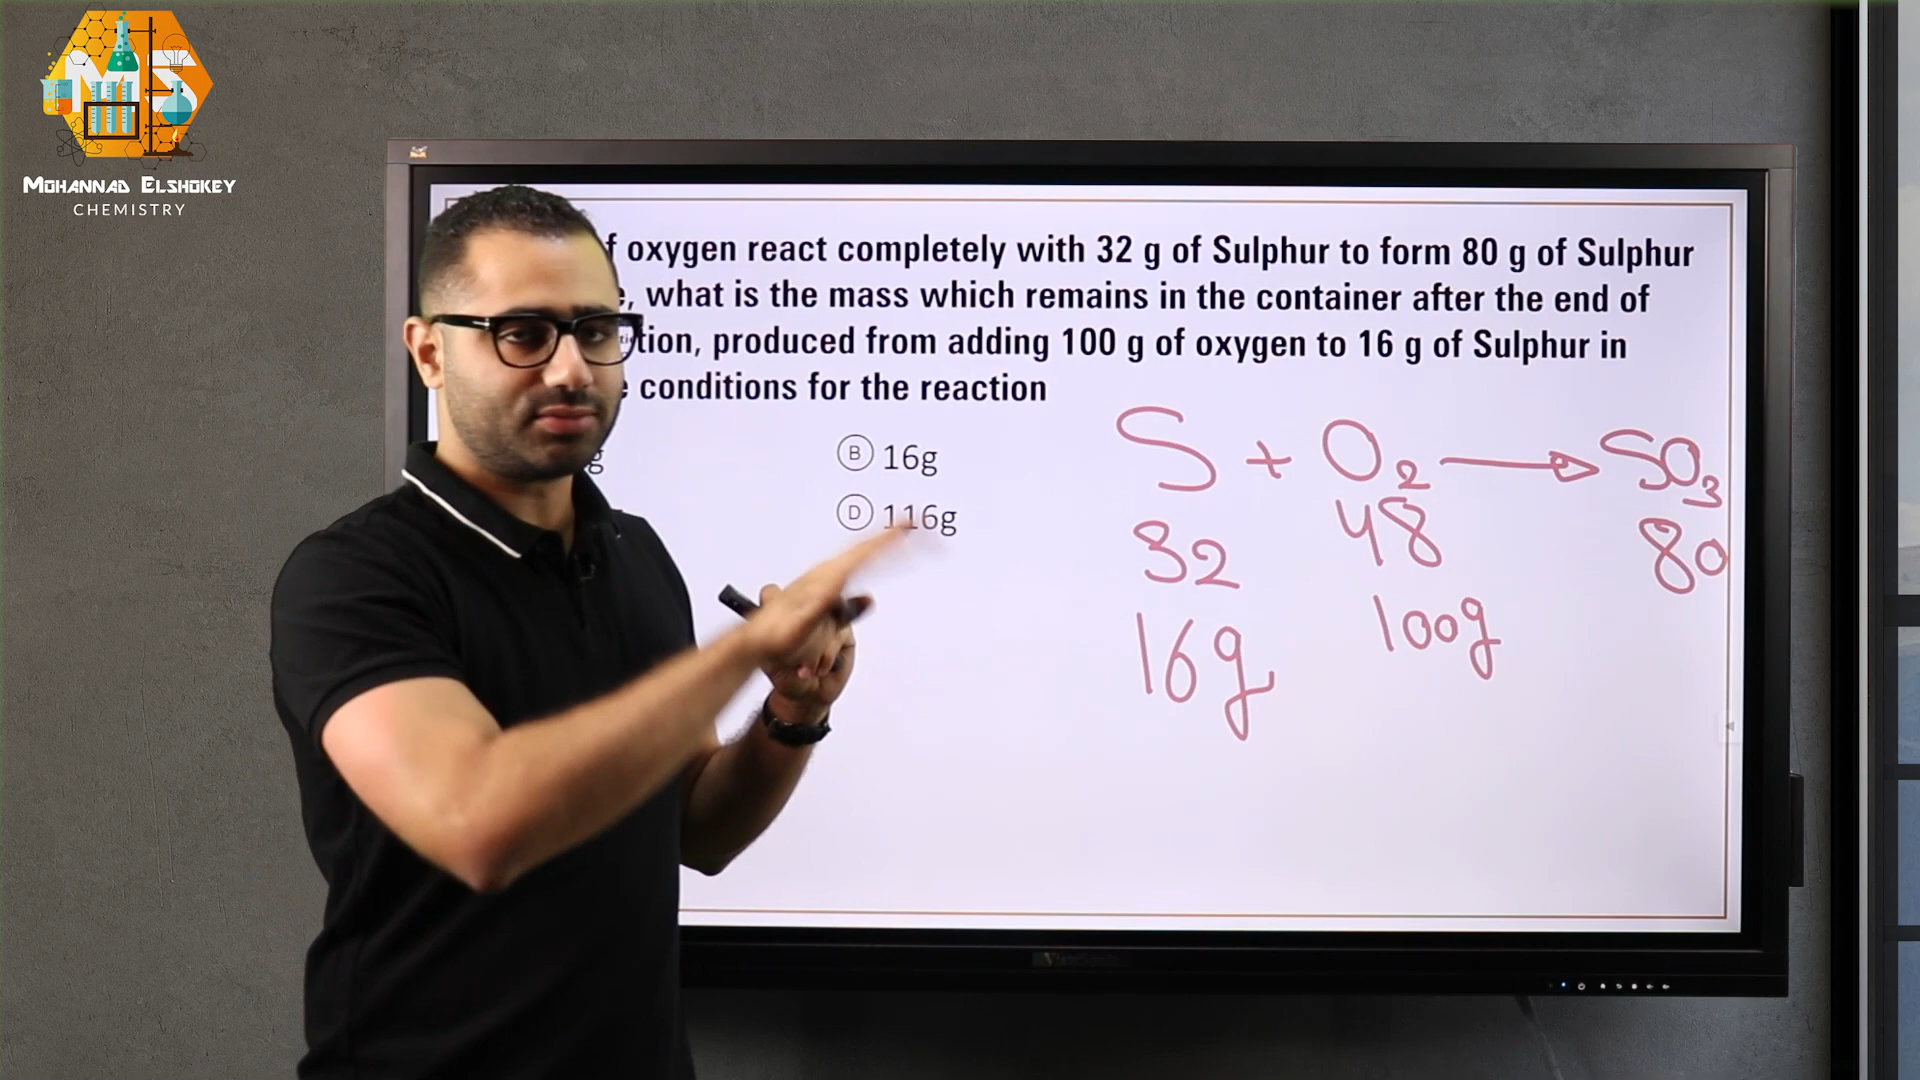 MS
MOHANNAD ELSHOKEY
CHEMISTRY
f oxygen react completely with 32 g of Sulphur to form 80 g of Sulphur
e, what is the mass which remains in the container after the end of
tion, produced from adding 100 g of oxygen to 16 g of Sulphur in
e conditions for the reaction
g
B 16g
D 116g
S + O2 → SO3
32 48 80
16g 100g
ViewSonic